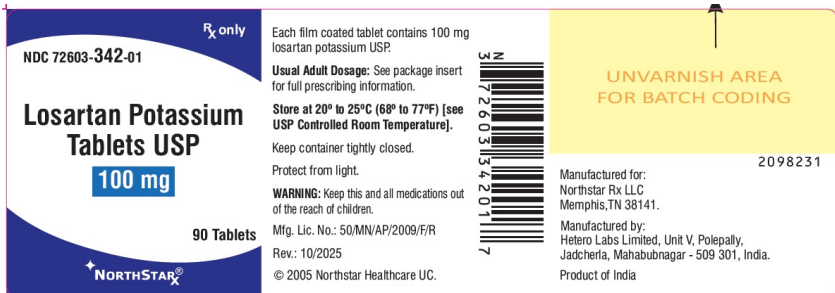 Rx only
NDC 72603-342-01
Losartan Potassium
Tablets USP
100 mg
90 Tablets
NORTHSTARx®
Each film coated tablet contains 100 mg
losartan potassium USP.
Usual Adult Dosage: See package insert
for full prescribing information.
Store at 20º to 25ºC (68º to 77ºF) [see
USP Controlled Room Temperature].
Keep container tightly closed.
Protect from light.
WARNING: Keep this and all medications out
of the reach of children.
Mfg. Lic. No.: 50/MN/AP/2009/F/R
Rev.: 10/2025
© 2005 Northstar Healthcare UC.
N
3 72603 34201 7
UNVARNISH AREA
FOR BATCH CODING
2098231
Manufactured for:
Northstar Rx LLC
Memphis,TN 38141.
Manufactured by:
Hetero Labs Limited, Unit V, Polepally,
Jadcherla, Mahabubnagar - 509 301, India.
Product of India